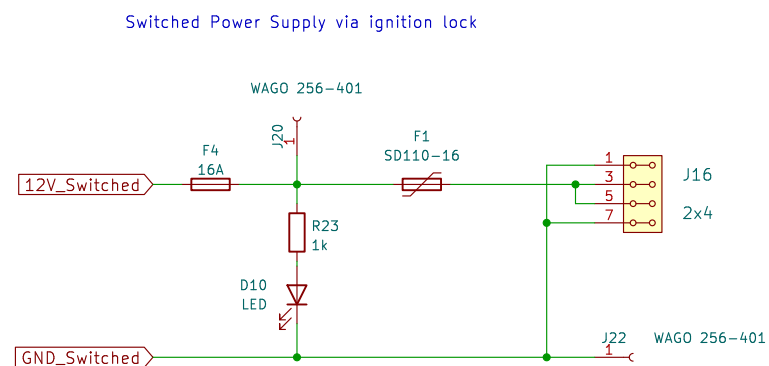 Switched Power Supply via ignition lock
WAGO 256-401
J20
1
F4
16A
F1
SD110-16
12V_Switched
1
3
5
7
J16
2x4
R23
1k
D10
LED
GND_Switched
J22
1
WAGO 256-401